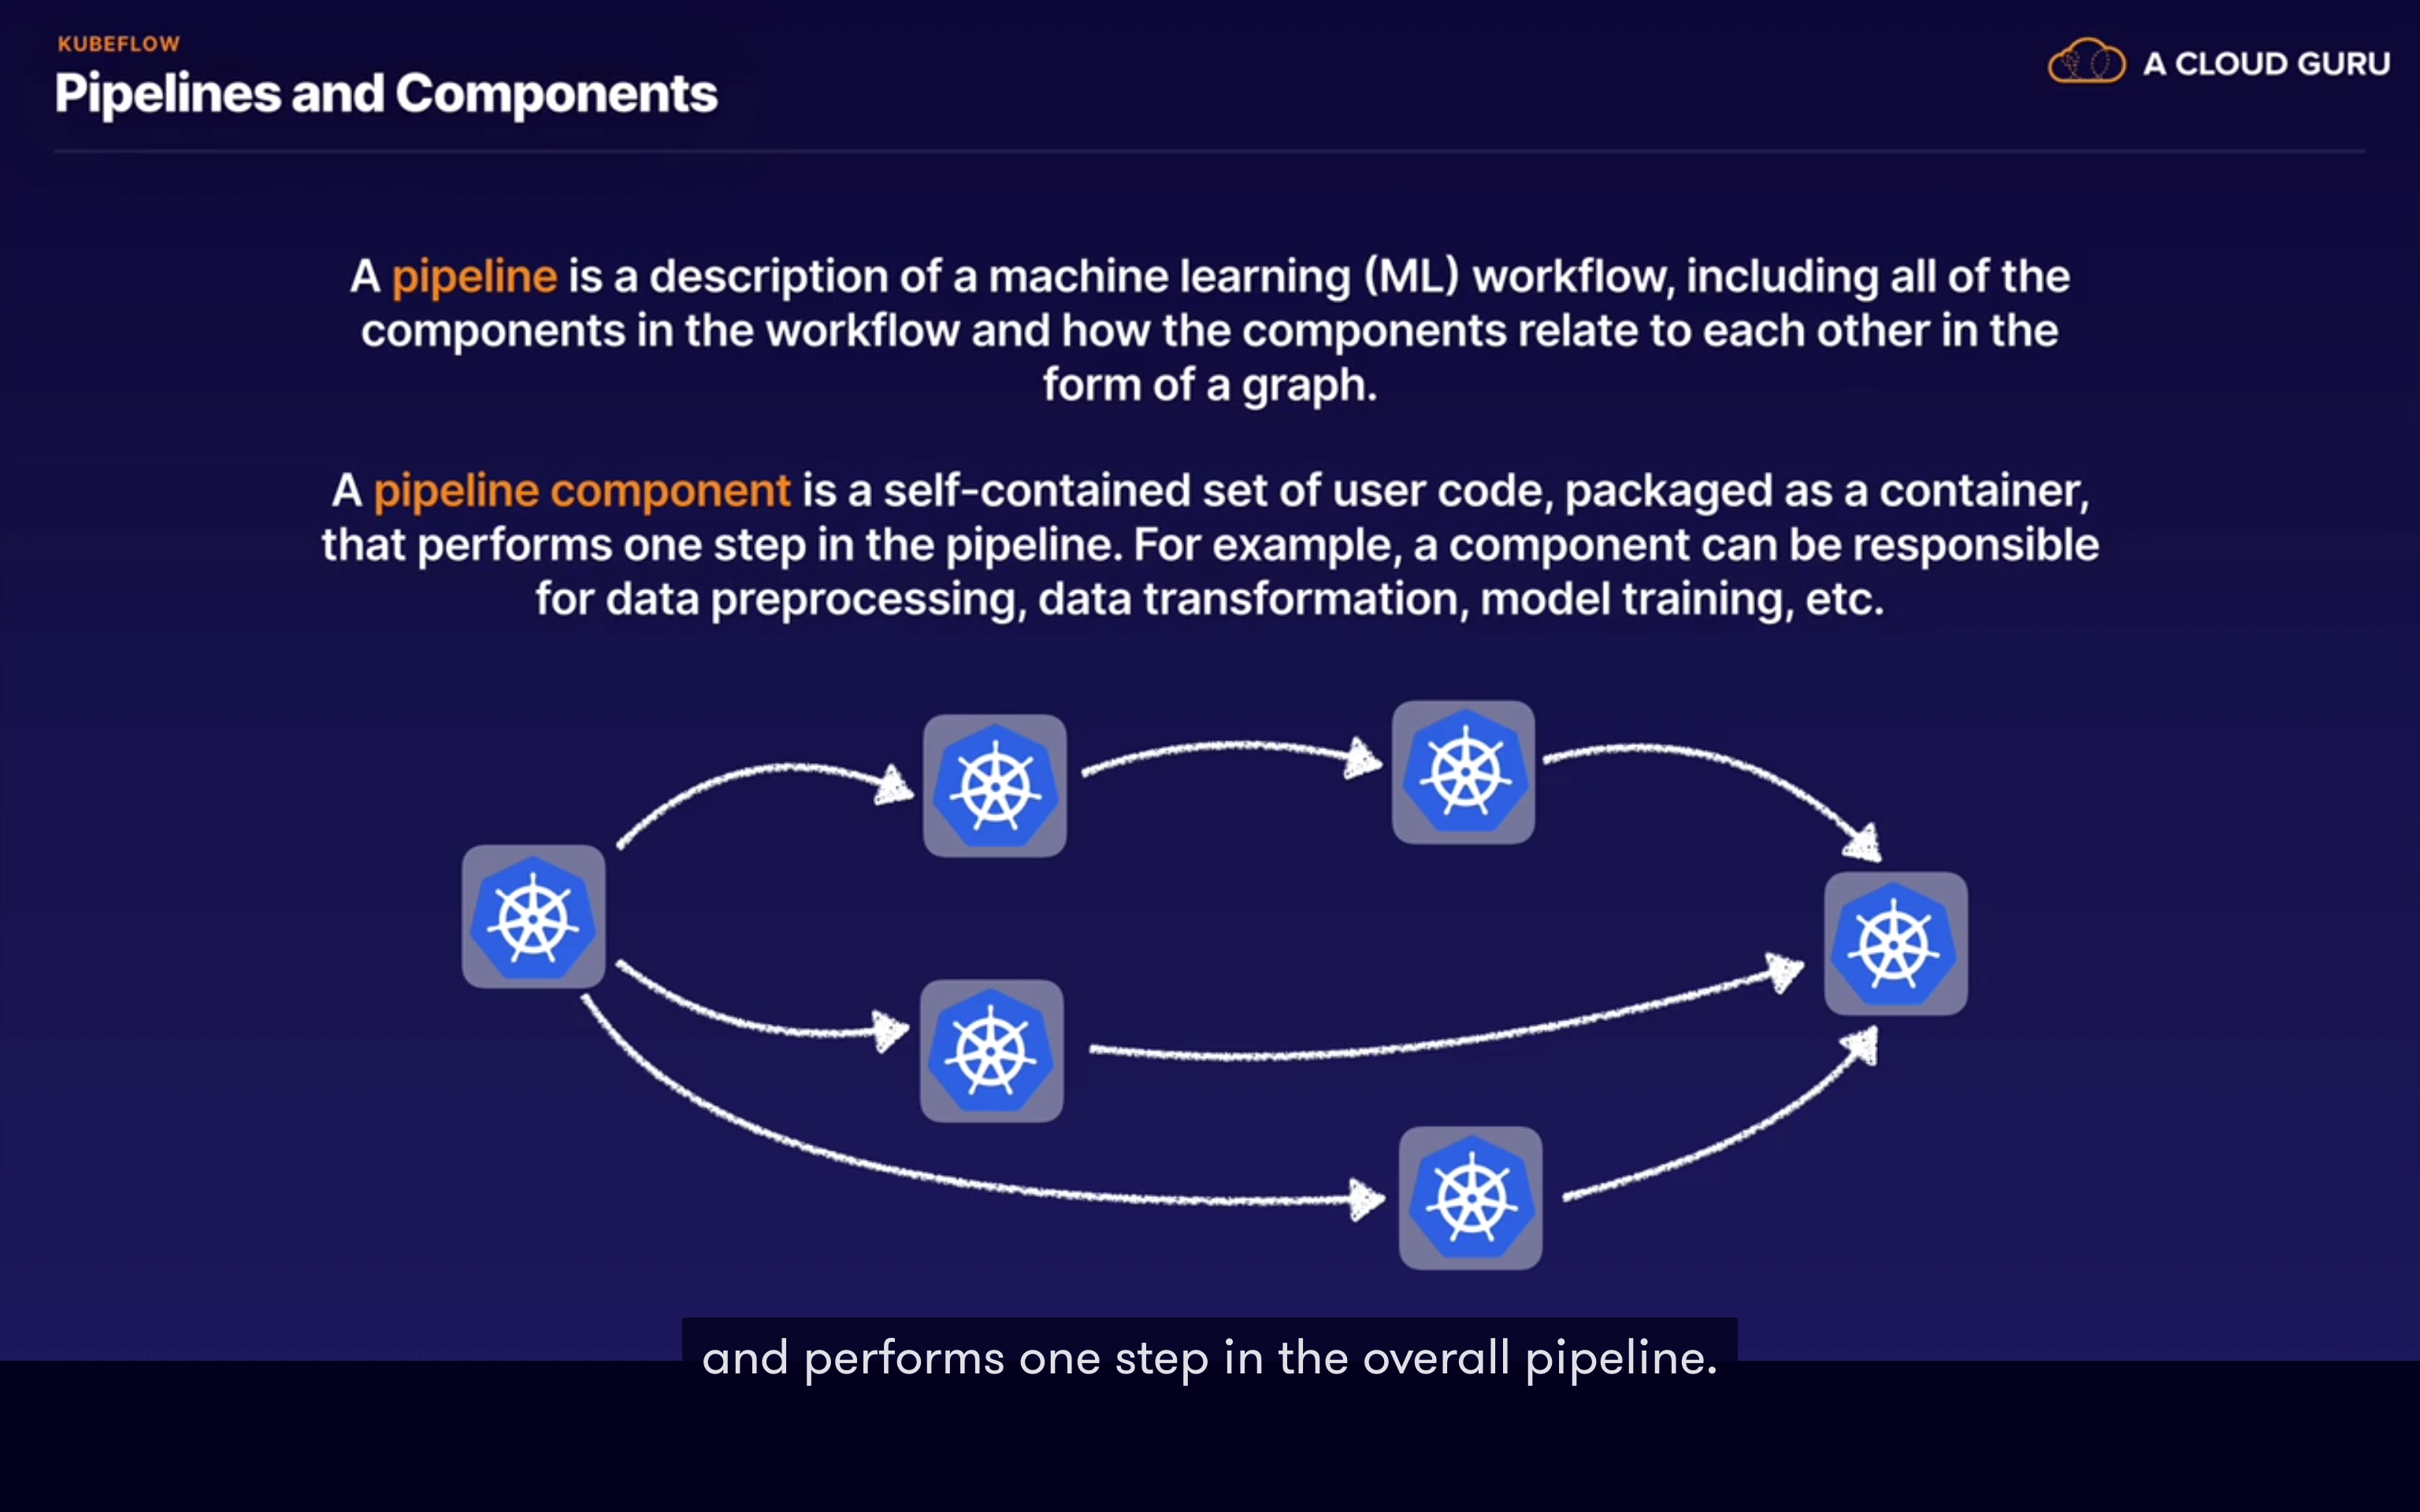 KUBEFLOW
Pipelines and Components
A CLOUD GURU
A pipeline is a description of a machine learning (ML) workflow, including all of the
components in the workflow and how the components relate to each other in the
form of a graph.
A pipeline component is a self-contained set of user code, packaged as a container,
that performs one step in the pipeline. For example, a component can be responsible
for data preprocessing, data transformation, model training, etc.
and performs one step in the overall pipeline.